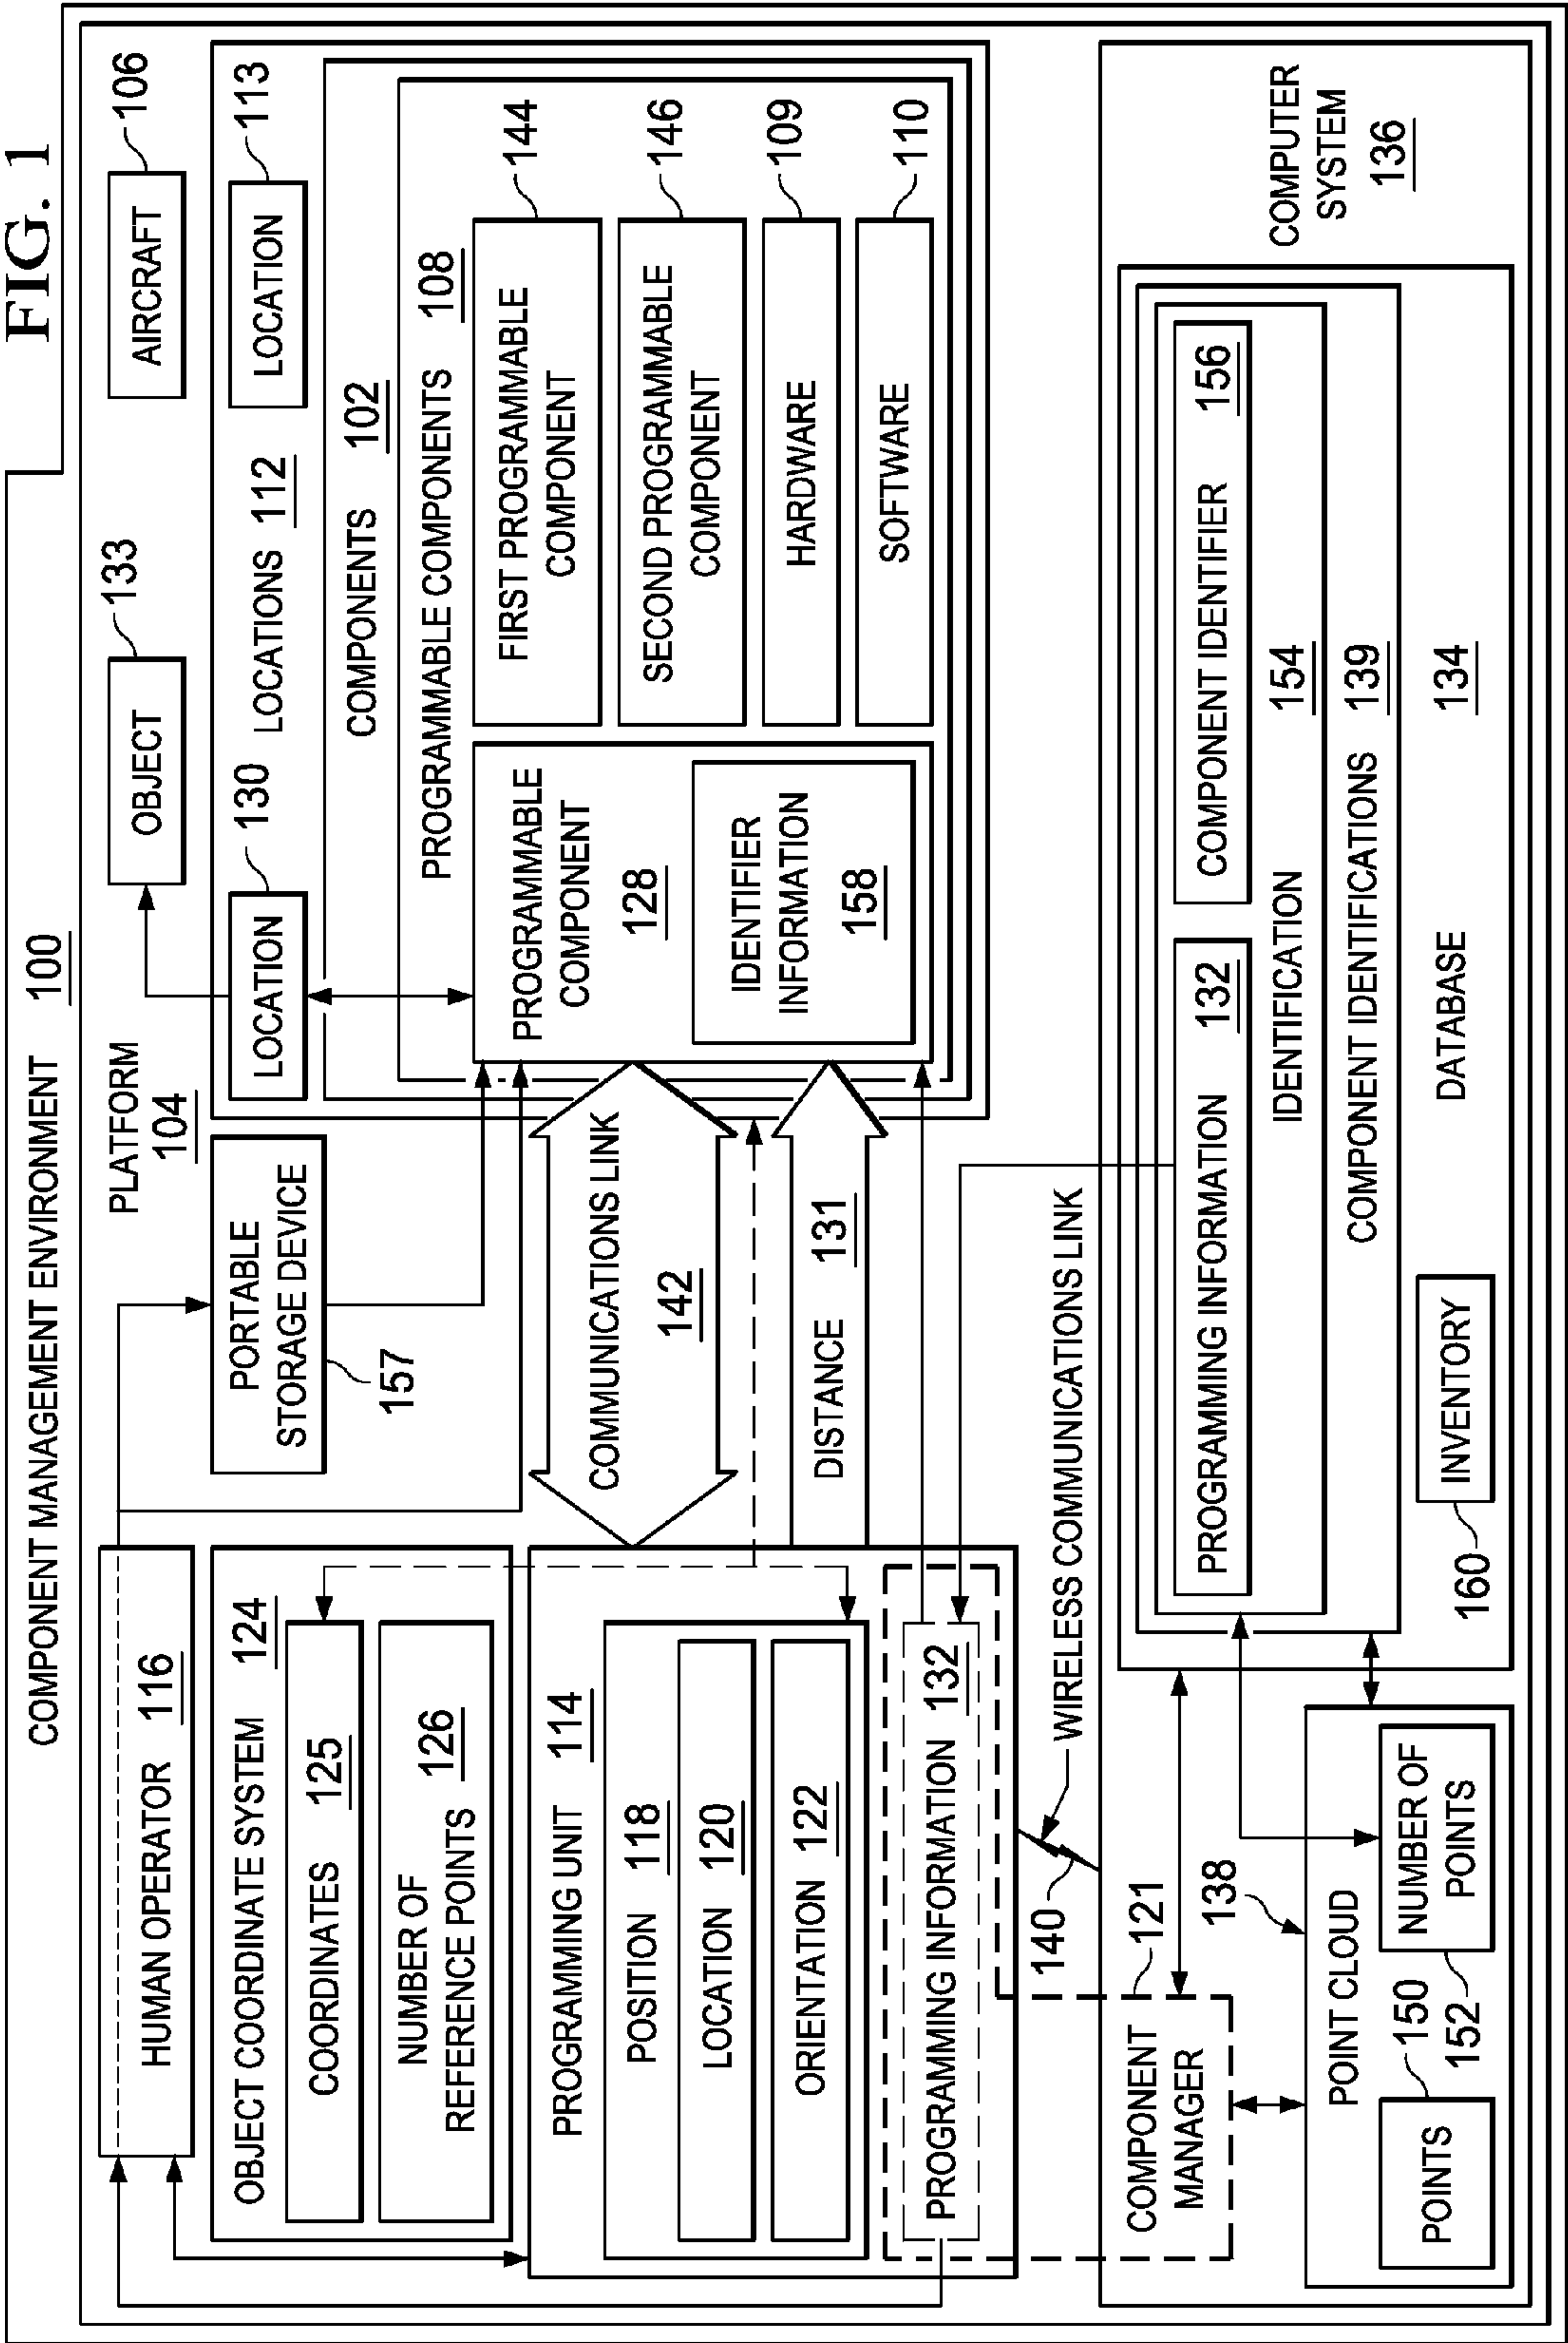 FIG. 1
COMPONENT MANAGEMENT ENVIRONMENT 100
HUMAN OPERATOR 116
PLATFORM
104
OBJECT
133
AIRCRAFT
106
OBJECT COORDINATE SYSTEM 124
COORDINATES 125
NUMBER OF
REFERENCE POINTS 126
PORTABLE
STORAGE DEVICE
157
LOCATION
130
LOCATIONS 112
LOCATION
113
COMPONENTS 102
PROGRAMMABLE COMPONENTS 108
PROGRAMMABLE
COMPONENT
128
IDENTIFIER
INFORMATION
158
FIRST PROGRAMMABLE
COMPONENT
144
SECOND PROGRAMMABLE
COMPONENT
146
HARDWARE
109
SOFTWARE
110
COMMUNICATIONS LINK
142
DISTANCE 131
PROGRAMING UNIT 114
POSITION 118
LOCATION 120
ORIENTATION 122
PROGRAMMING INFORMATION 132
140
WIRELESS COMMUNICATIONS LINK
COMPONENT
MANAGER
121
138
POINT CLOUD
POINTS
150
NUMBER OF
POINTS
152
PROGRAMMING INFORMATION 132
COMPONENT IDENTIFIER 156
IDENTIFICATION 154
COMPONENT IDENTIFICATIONS 139
DATABASE 134
INVENTORY
160
COMPUTER
SYSTEM
136